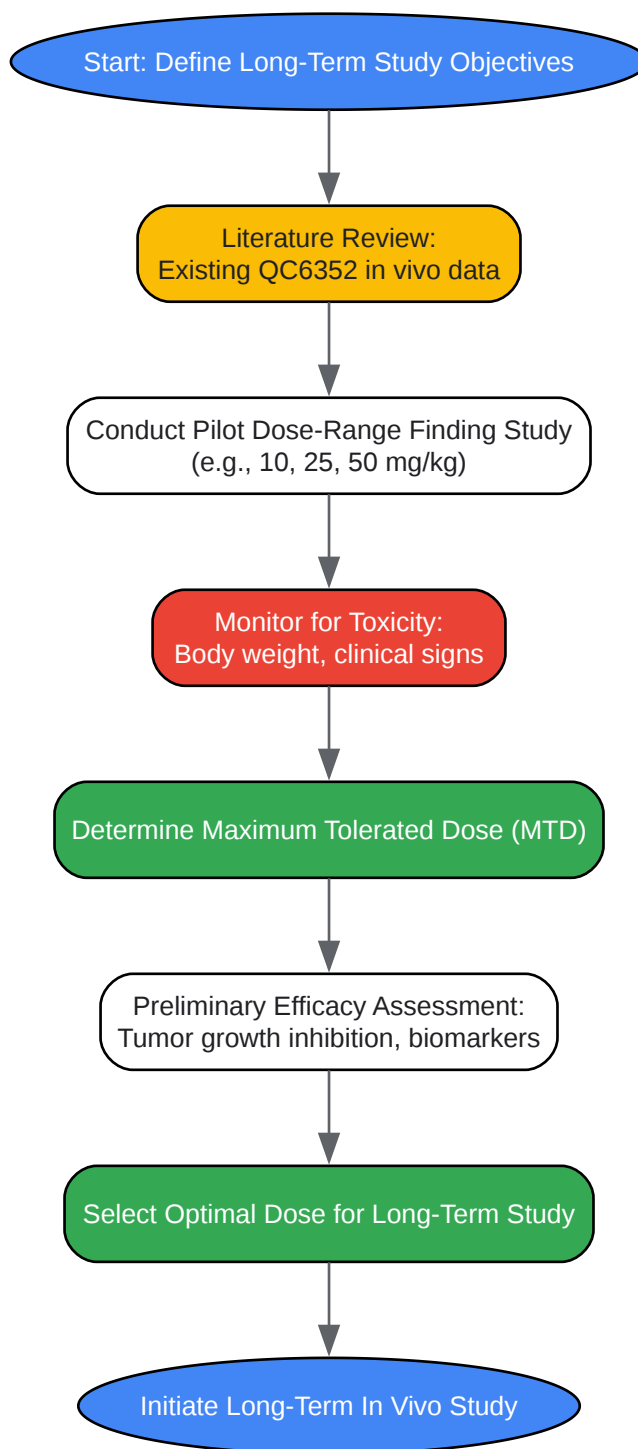 Start: Define Long-Term Study Objectives
Literature Review:
Existing QC6352 in vivo data
Conduct Pilot Dose-Range Finding Study
(e.g., 10, 25, 50 mg/kg)
Monitor for Toxicity:
Body weight, clinical signs
Determine Maximum Tolerated Dose (MTD)
Preliminary Efficacy Assessment:
Tumor growth inhibition, biomarkers
Select Optimal Dose for Long-Term Study
Initiate Long-Term In Vivo Study